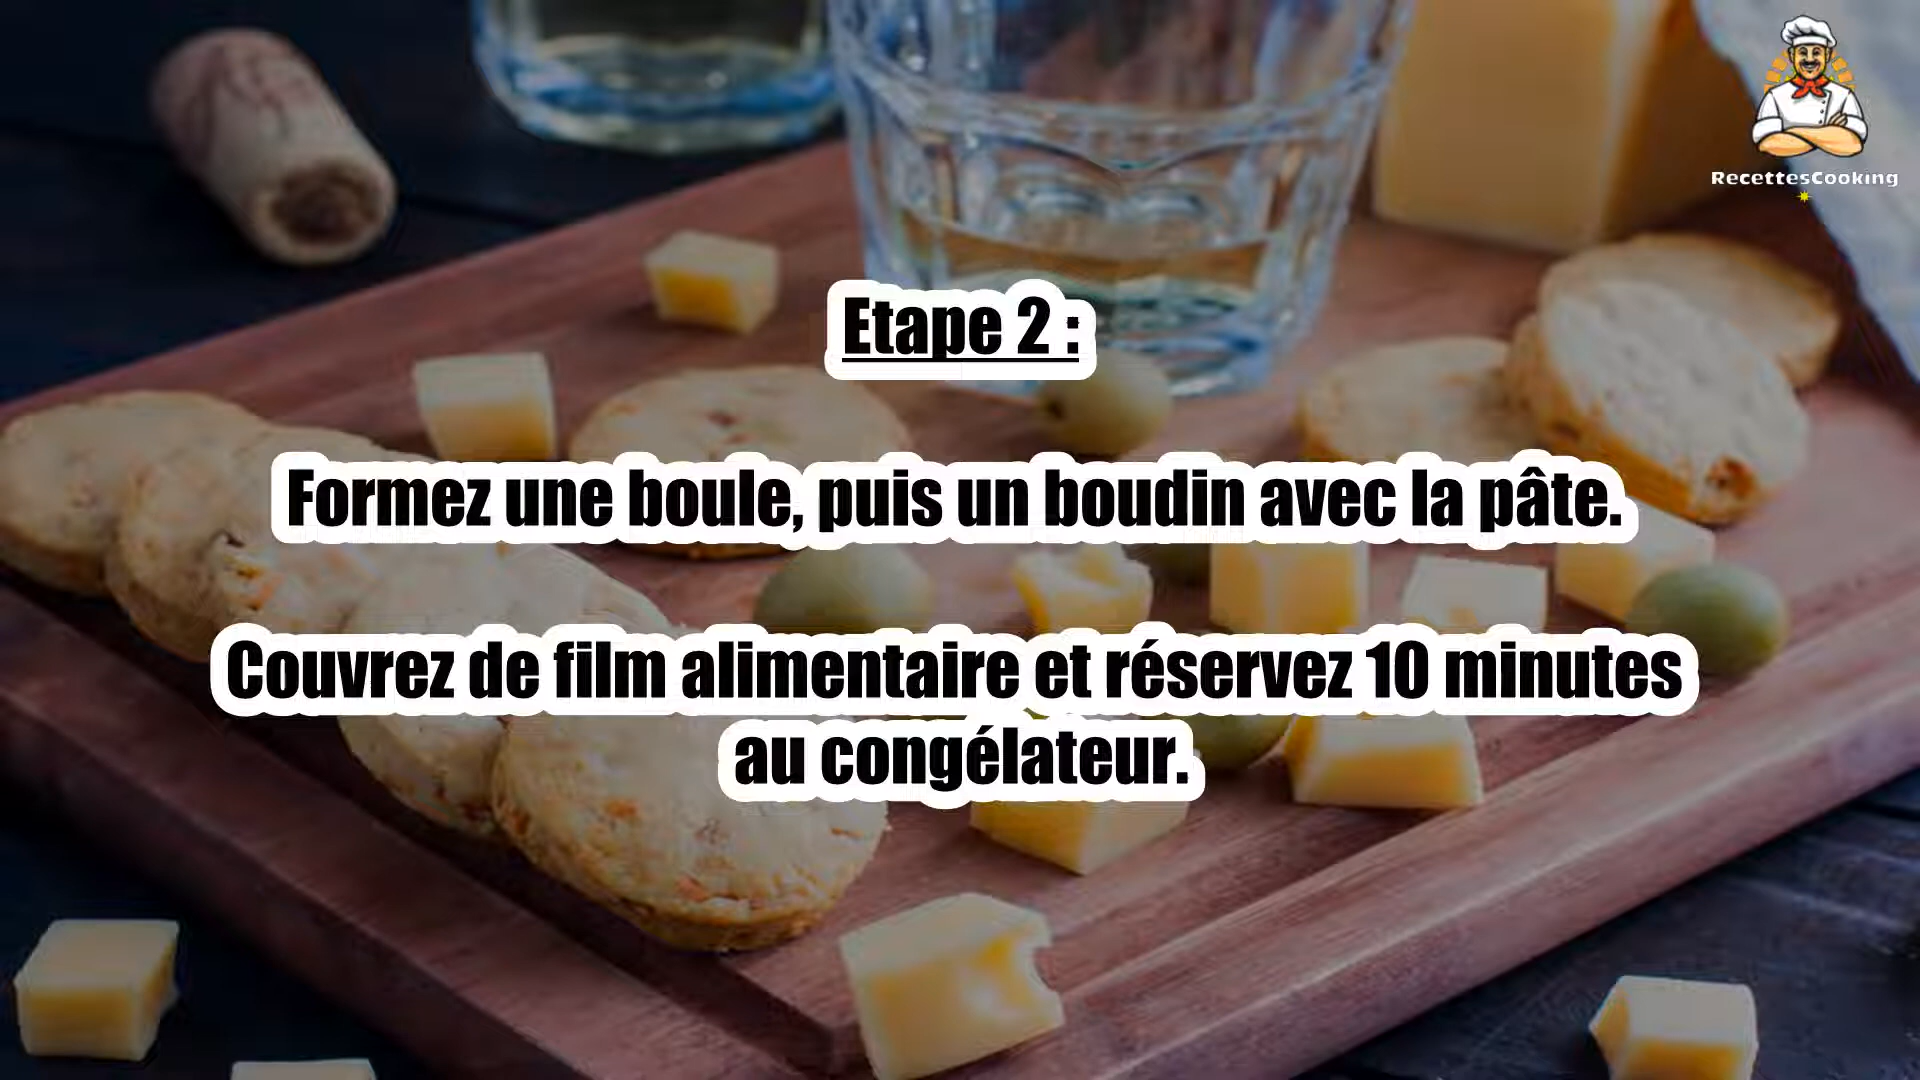 RecettesCooking
Etape 2 :
Formez une boule, puis un boudin avec la pâte.
Couvrez de film alimentaire et réservez 10 minutes
au congélateur.